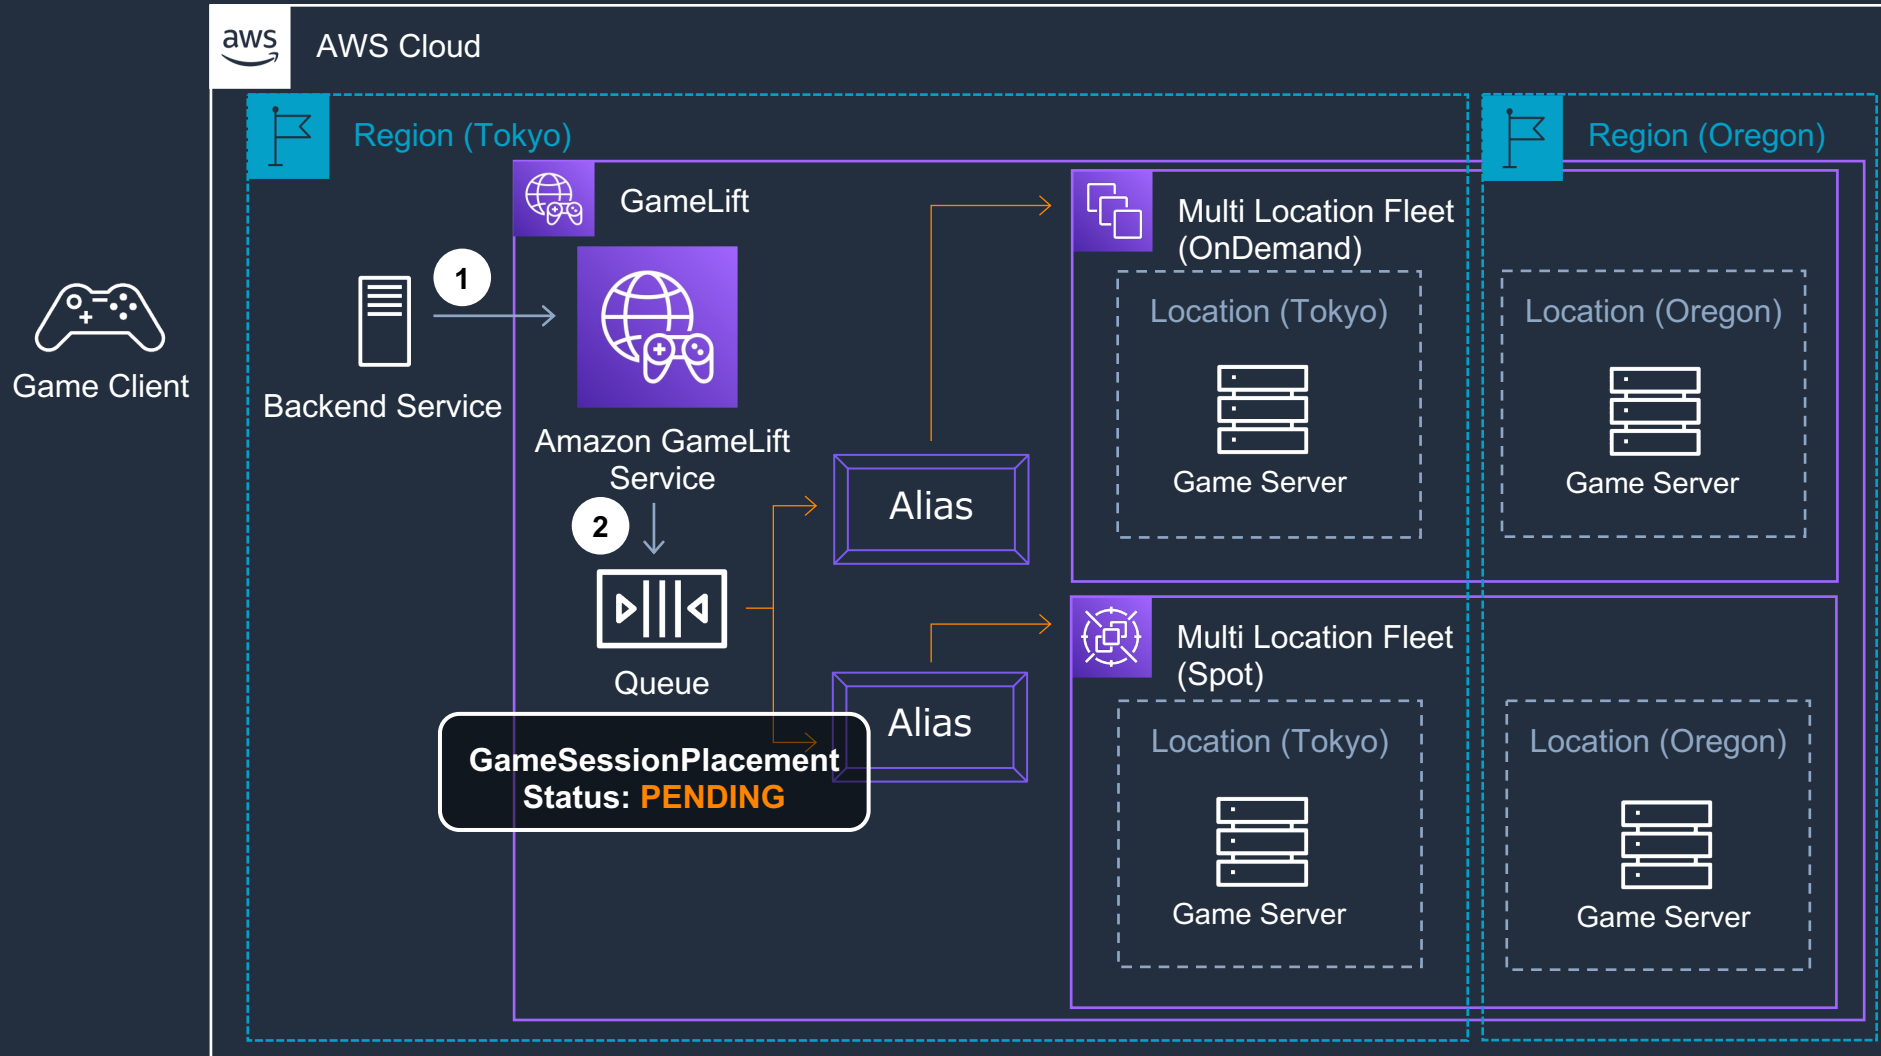 aws
AWS Cloud
Region (Tokyo)
Region (Oregon)
GameLift
Multi Location Fleet
(OnDemand)
1
Location (Tokyo)
Location (Oregon)
Game Client
Backend Service
Amazon GameLift
Service
Game Server
Game Server
Alias
2
Queue
Multi Location Fleet
(Spot)
Alias
GameSessionPlacement
Status: PENDING
Location (Tokyo)
Location (Oregon)
Game Server
Game Server